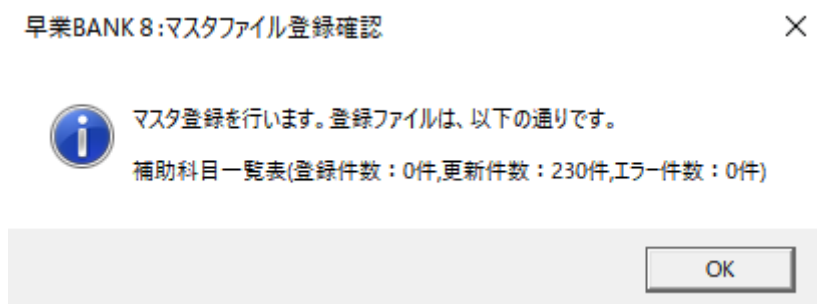 早業BANK８:マスタファイル登録確認
マスタ登録を行います。登録ファイルは、以下の通りです。
補助科目一覧表(登録件数：0件,更新件数：230件,エラー件数：0件)
OK